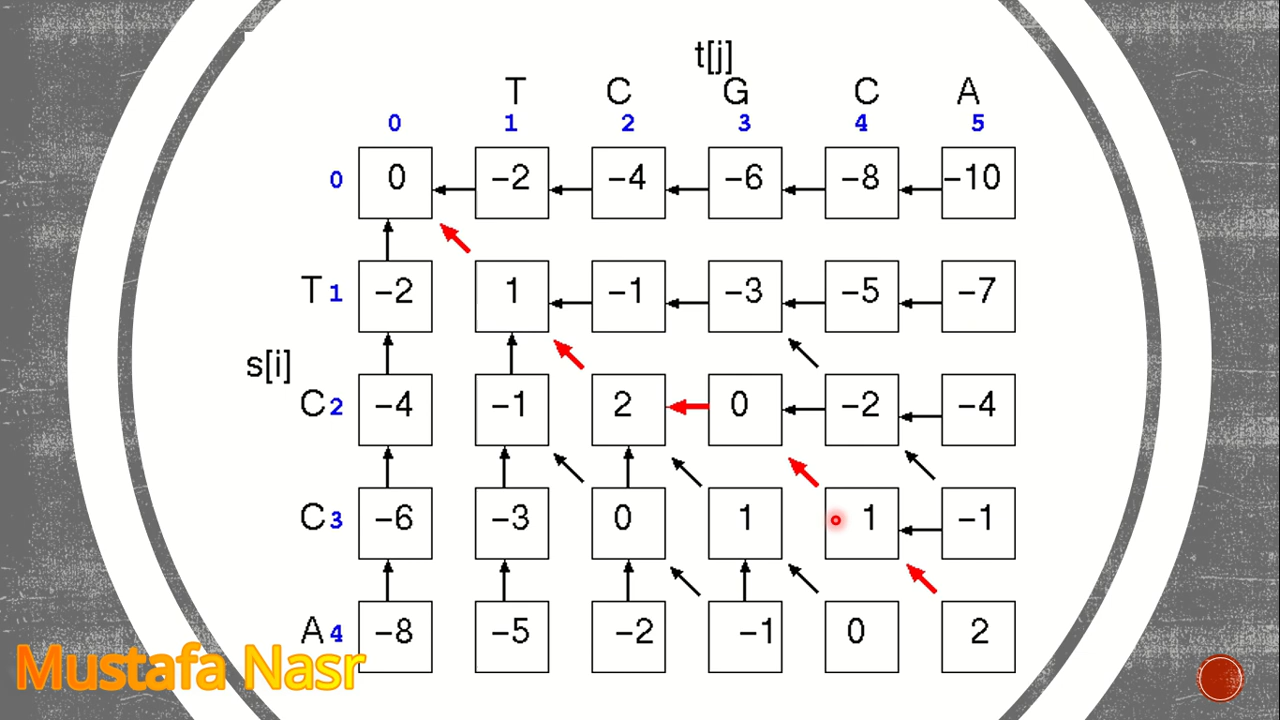 t[j]
T C G C A
0 1 2 3 4 5
0 0 −2 −4 −6 −8 −10
T 1 −2 1 −1 −3 −5 −7
s[i]
C 2 −4 −1 2 0 −2 −4
C 3 −6 −3 0 1 1 −1
A 4 −8 −5 −2 −1 0 2
Mustafa Nasr